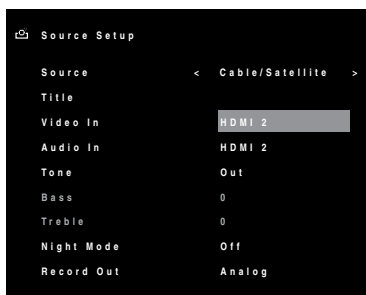 Source Setup
Source < Cable/Satellite >
Title
Video In HDMI 2
Audio In HDMI 2
Tone Out
Bass 0
Treble 0
Night Mode Off
Record Out Analog